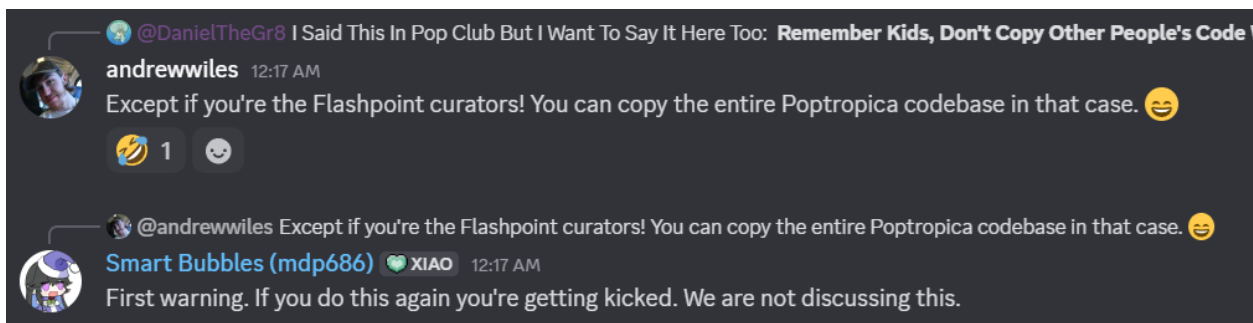 @DanielTheGr8 I Said This In Pop Club But I Want To Say It Here Too: Remember Kids, Don't Copy Other People's Code
andrewwiles 12:17 AM
Except if you're the Flashpoint curators! You can copy the entire Poptropica codebase in that case. 😄
🤣 1
@andrewwiles Except if you're the Flashpoint curators! You can copy the entire Poptropica codebase in that case. 😄
Smart Bubbles (mdp686) XIAO 12:17 AM
First warning. If you do this again you're getting kicked. We are not discussing this.